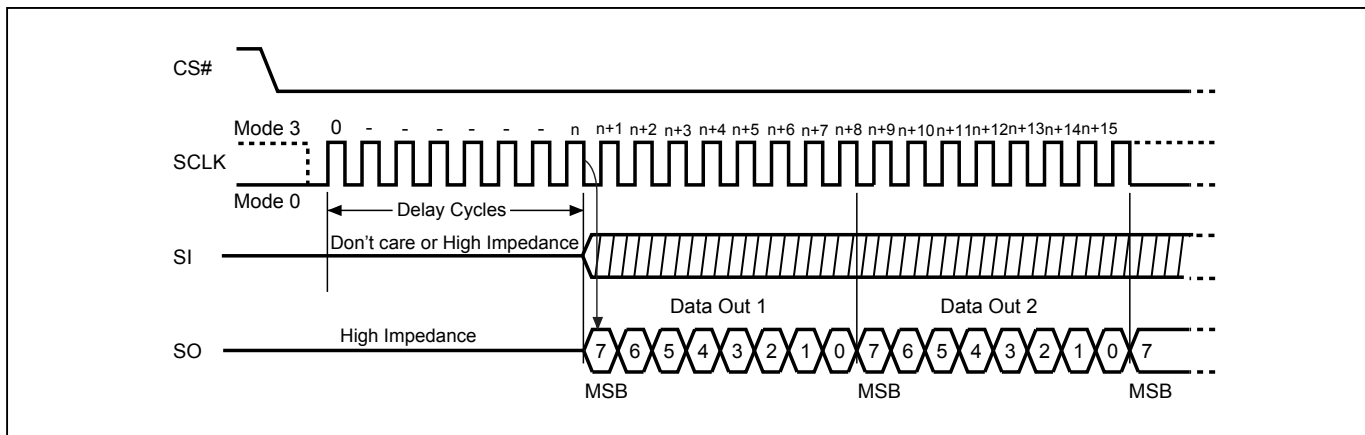 CS#
Mode 3
0 - - - - - - n n+1 n+2 n+3 n+4 n+5 n+6 n+7 n+8 n+9 n+10 n+11 n+12 n+13 n+14 n+15
SCLK
Mode 0
Delay Cycles
Don't care or High Impedance
SI
Data Out 1 Data Out 2
High Impedance
SO
7 6 5 4 3 2 1 0 7 6 5 4 3 2 1 0 7
MSB MSB MSB